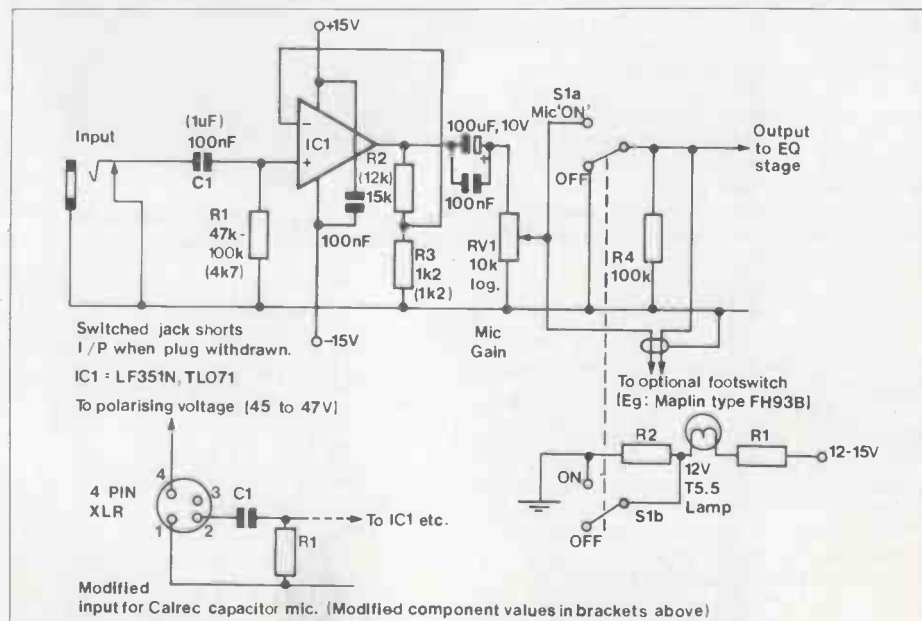 +15V
S1a
Mic'ON'
(1uF)
100nF
Input
C1
−
+
IC1
100uF, 10V
+
Output
to EQ
stage
OFF
R2
(12k)
15k
100nF
R1
47k-
100k
(4k7)
100nF
R3
1k2
(1k2)
RV1
10k
log.
R4
100k
−15V
Mic
Gain
Switched jack shorts
I/P when plug withdrawn.
IC1 = LF351N, TLO71
To polarising voltage (45 to 47V)
To optional footswitch
(Eg: Maplin type FH93B)
R2
R1
12-15V
ON
12V
T5.5
Lamp
S1b
OFF
4 PIN
XLR
4
3
1
2
C1
To IC1 etc.
R1
Modified
input for Calrec capacitor mic. (Modified component values in brackets above)